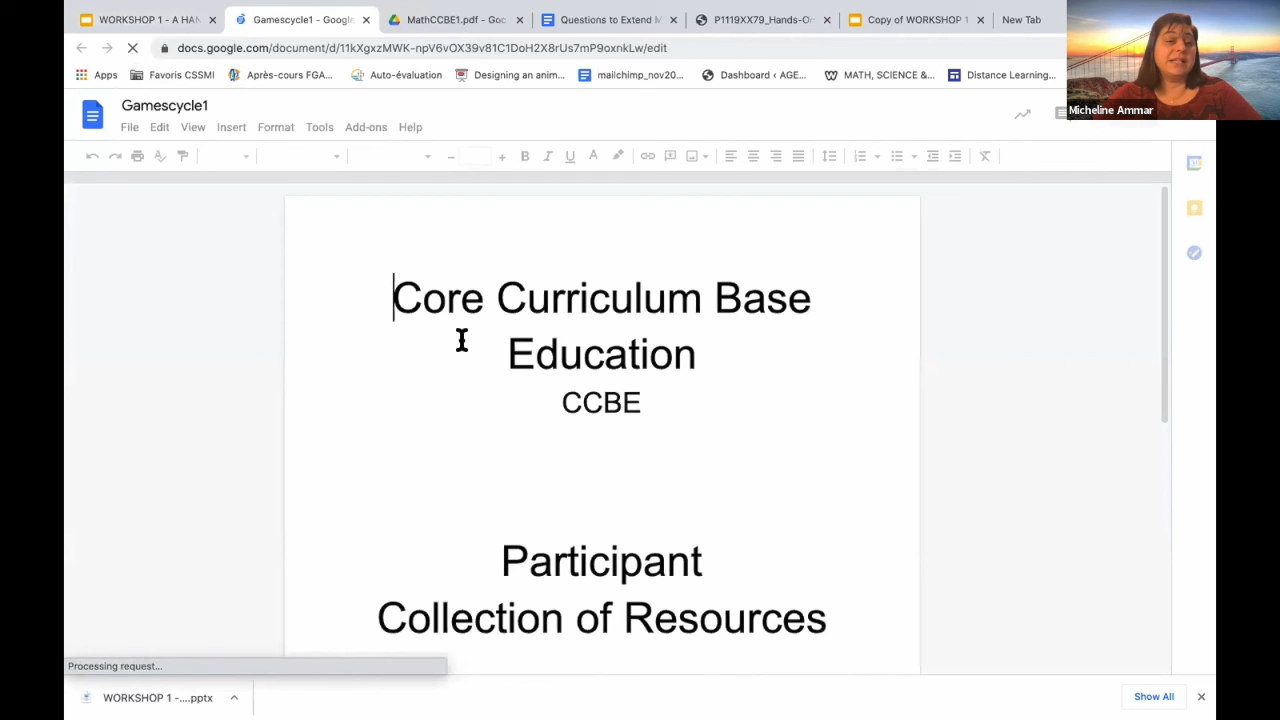 WORKSHOP 1 - A HAN
Gamescycle1 - Google
MathCCBE1.pdf - Goo
Questions to Extend M
P1119XX79_Hands-On
Copy of WORKSHOP 1
New Tab
docs.google.com/document/d/11kXgxzMWK-npV6vOX39v81C1DoH2X8rUs7mP9oxnkLw/edit
Apps
Favoris CSSMI
Après-cours FGA...
Auto-évaluation
Designing an anim...
mailchimp_nov20...
Dashboard ‹ AGE...
MATH, SCIENCE &...
Distance Learning...
Micheline Ammar
Gamescycle1
File Edit View Insert Format Tools Add-ons Help
Core Curriculum Base
Education
CCBE
Participant
Collection of Resources
Processing request...
WORKSHOP 1 -....pptx
Show All